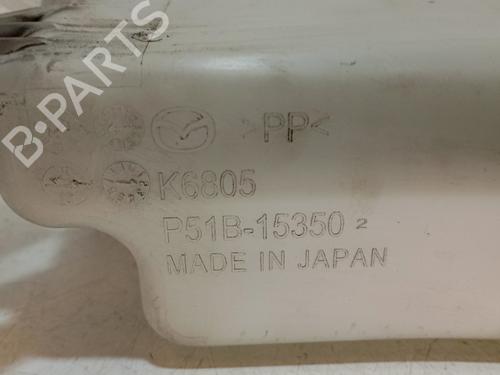 B-PARTS
>PP<
K6805
P51B-15350 2
MADE IN JAPAN